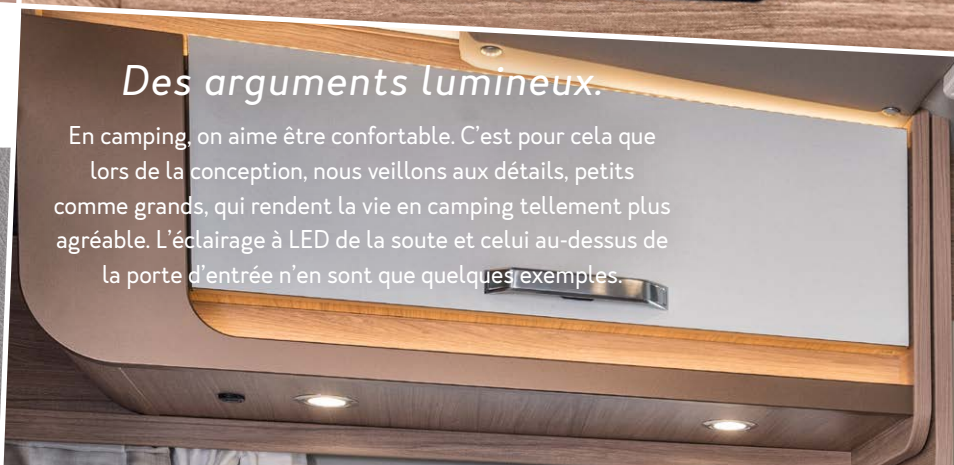 Des arguments lumineux.
En camping, on aime être confortable. C’est pour cela que
lors de la conception, nous veillons aux détails, petits
comme grands, qui rendent la vie en camping tellement plus
agréable. L’éclairage à LED de la soute et celui au-dessus de
la porte d’entrée n’en sont que quelques exemples.